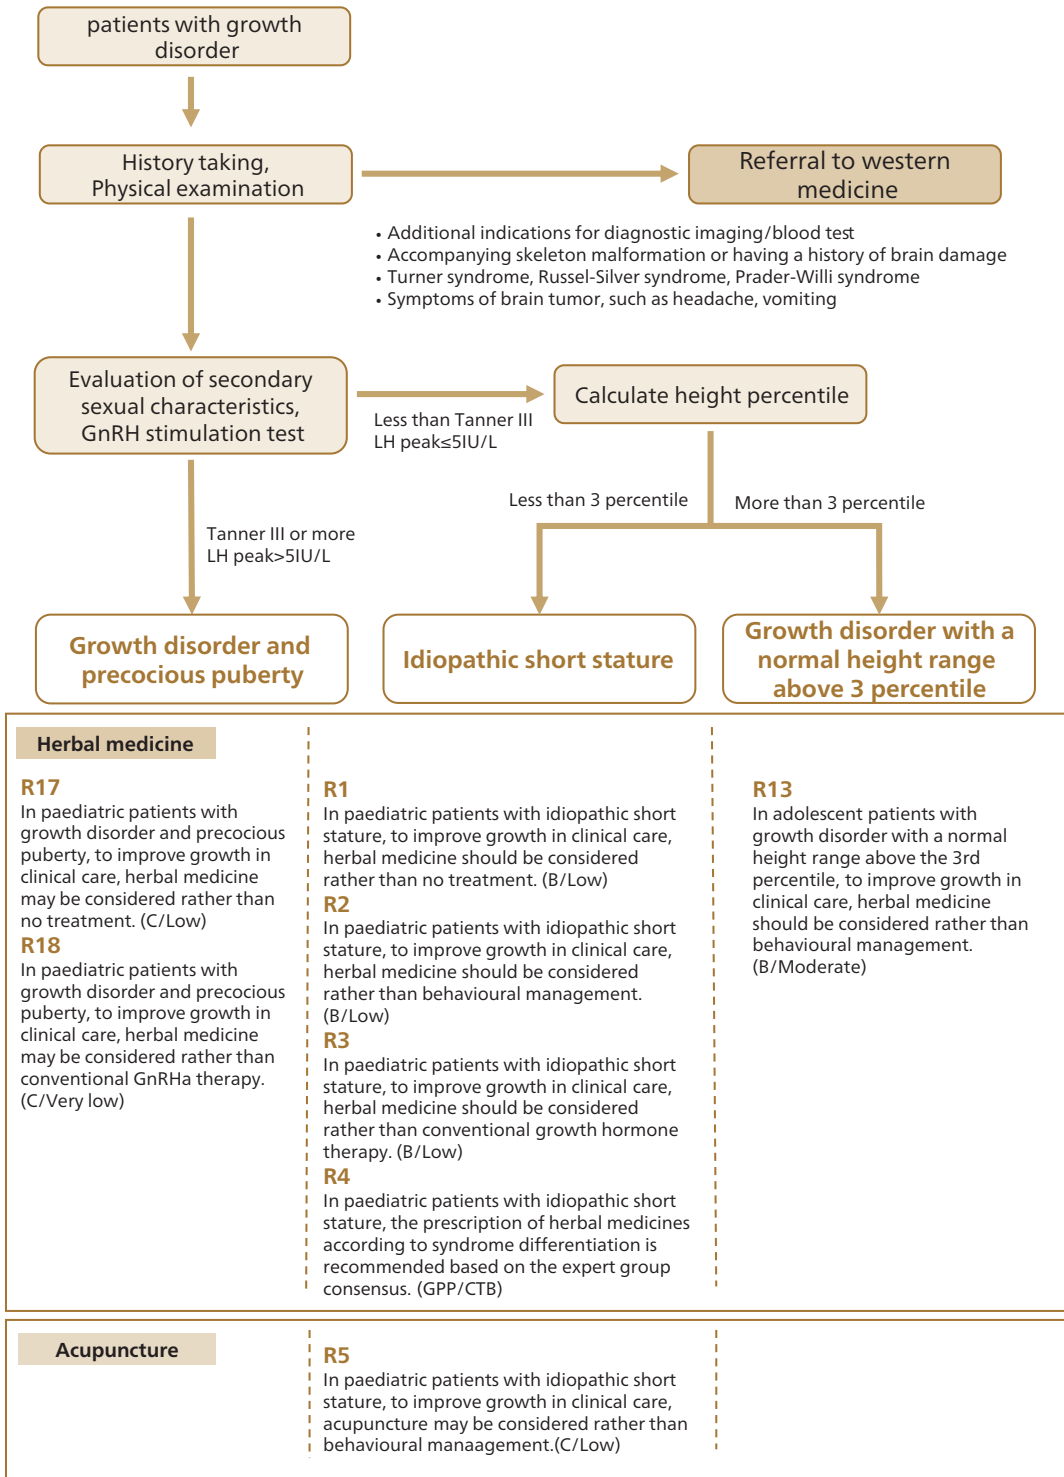 patients with growth
disorder
History taking,
Physical examination
Referral to western
medicine
• Additional indications for diagnostic imaging/blood test
• Accompanying skeleton malformation or having a history of brain damage
• Turner syndrome, Russel-Silver syndrome, Prader-Willi syndrome
• Symptoms of brain tumor, such as headache, vomiting
Evaluation of secondary
sexual characteristics,
GnRH stimulation test
Less than Tanner III
LH peak≤5IU/L
Calculate height percentile
Less than 3 percentile
More than 3 percentile
Tanner III or more
LH peak>5IU/L
Growth disorder and
precocious puberty
Idiopathic short stature
Growth disorder with a
normal height range
above 3 percentile
Herbal medicine
R17
In paediatric patients with
growth disorder and precocious
puberty, to improve growth in
clinical care, herbal medicine
may be considered rather than
no treatment. (C/Low)
R18
In paediatric patients with
growth disorder and precocious
puberty, to improve growth in
clinical care, herbal medicine
may be considered rather than
conventional GnRHa therapy.
(C/Very low)
R1
In paediatric patients with idiopathic short
stature, to improve growth in clinical care,
herbal medicine should be considered
rather than no treatment. (B/Low)
R2
In paediatric patients with idiopathic short
stature, to improve growth in clinical care,
herbal medicine should be considered
rather than behavioural management.
(B/Low)
R3
In paediatric patients with idiopathic short
stature, to improve growth in clinical care,
herbal medicine should be considered
rather than conventional growth hormone
therapy. (B/Low)
R4
In paediatric patients with idiopathic short
stature, the prescription of herbal medicines
according to syndrome differentiation is
recommended based on the expert group
consensus. (GPP/CTB)
R13
In adolescent patients with
growth disorder with a normal
height range above the 3rd
percentile, to improve growth in
clinical care, herbal medicine
should be considered rather than
behavioural management.
(B/Moderate)
Acupuncture
R5
In paediatric patients with idiopathic short
stature, to improve growth in clinical care,
acupuncture may be considered rather than
behavioural manaagement.(C/Low)